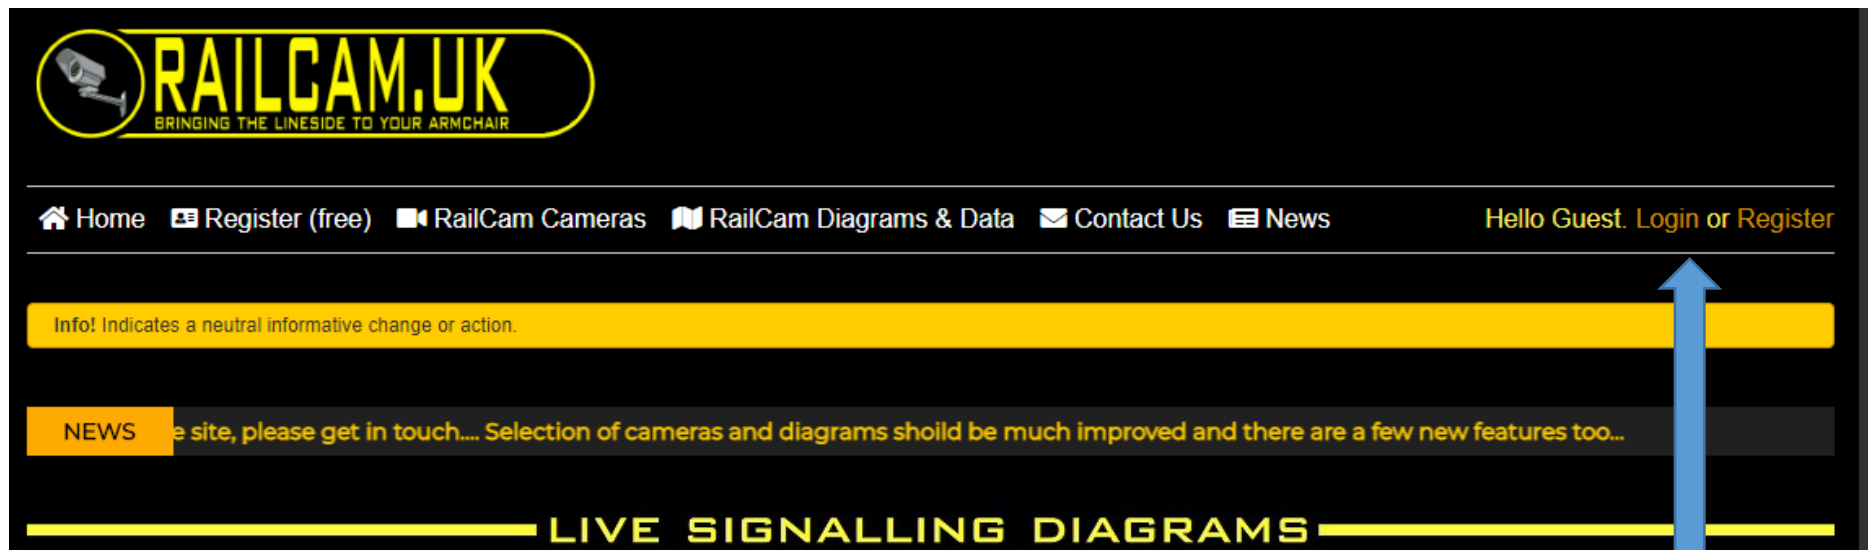 RAILCAM.UK
BRINGING THE LINESIDE TO YOUR ARMCHAIR
Home Register (free) RailCam Cameras RailCam Diagrams & Data Contact Us News Hello Guest. Login or Register
Info! Indicates a neutral informative change or action.
NEWS e site, please get in touch.... Selection of cameras and diagrams shoild be much improved and there are a few new features too...
LIVE SIGNALLING DIAGRAMS